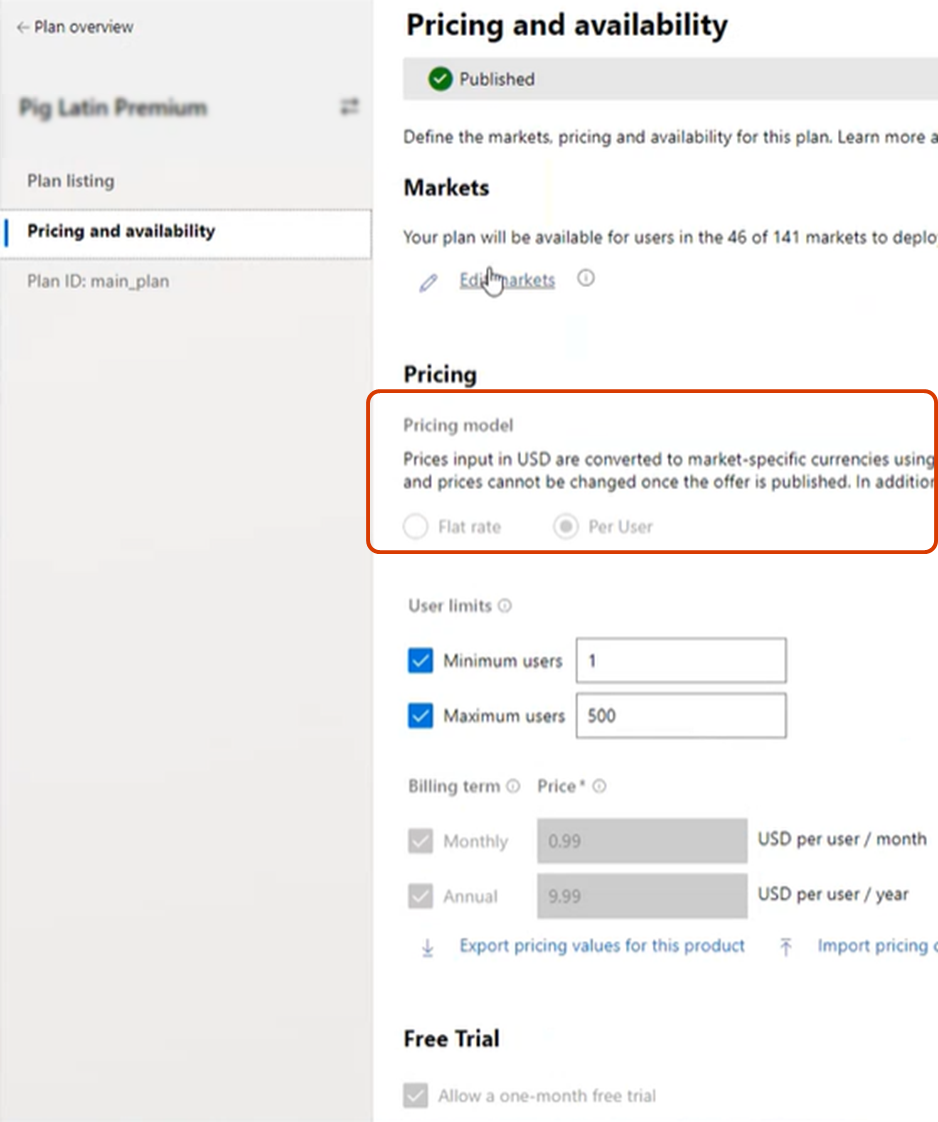 ← Plan overview
Pig Latin Premium
Plan listing
Pricing and availability
Plan ID: main_plan
Pricing and availability
Published
Define the markets, pricing and availability for this plan. Learn more a
Markets
Your plan will be available for users in the 46 of 141 markets to deplo
Edit markets
Pricing
Pricing model
Prices input in USD are converted to market-specific currencies using
and prices cannot be changed once the offer is published. In addition
Flat rate Per User
User limits
Minimum users 1
Maximum users 500
Billing term Price *
Monthly 0.99 USD per user / month
Annual 9.99 USD per user / year
Export pricing values for this product Import pricing
Free Trial
Allow a one-month free trial